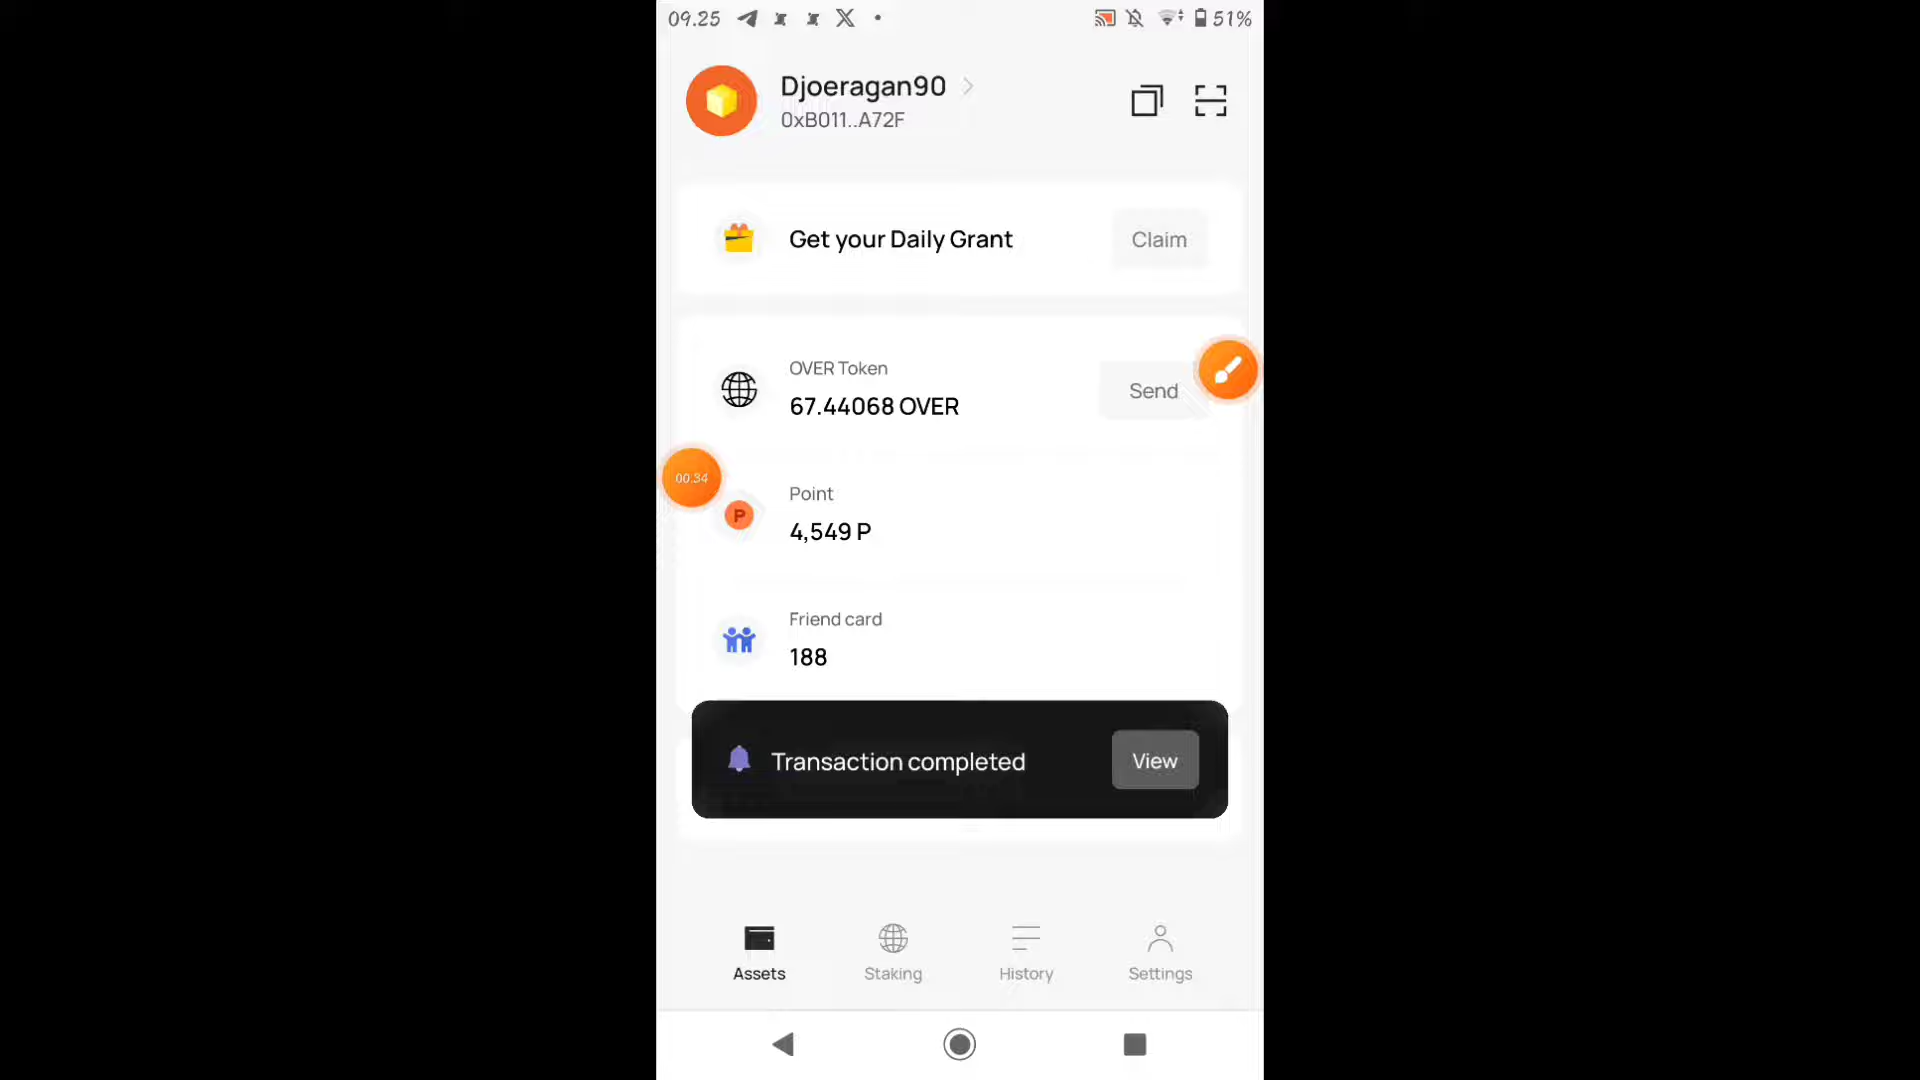 09.25 X 51%
Djoeragan90
0xB011..A72F
Get your Daily Grant Claim
OVER Token
67.44068 OVER
Send
00:34
Point
P
4,549 P
Friend card
188
Transaction completed View
Assets Staking History Settings